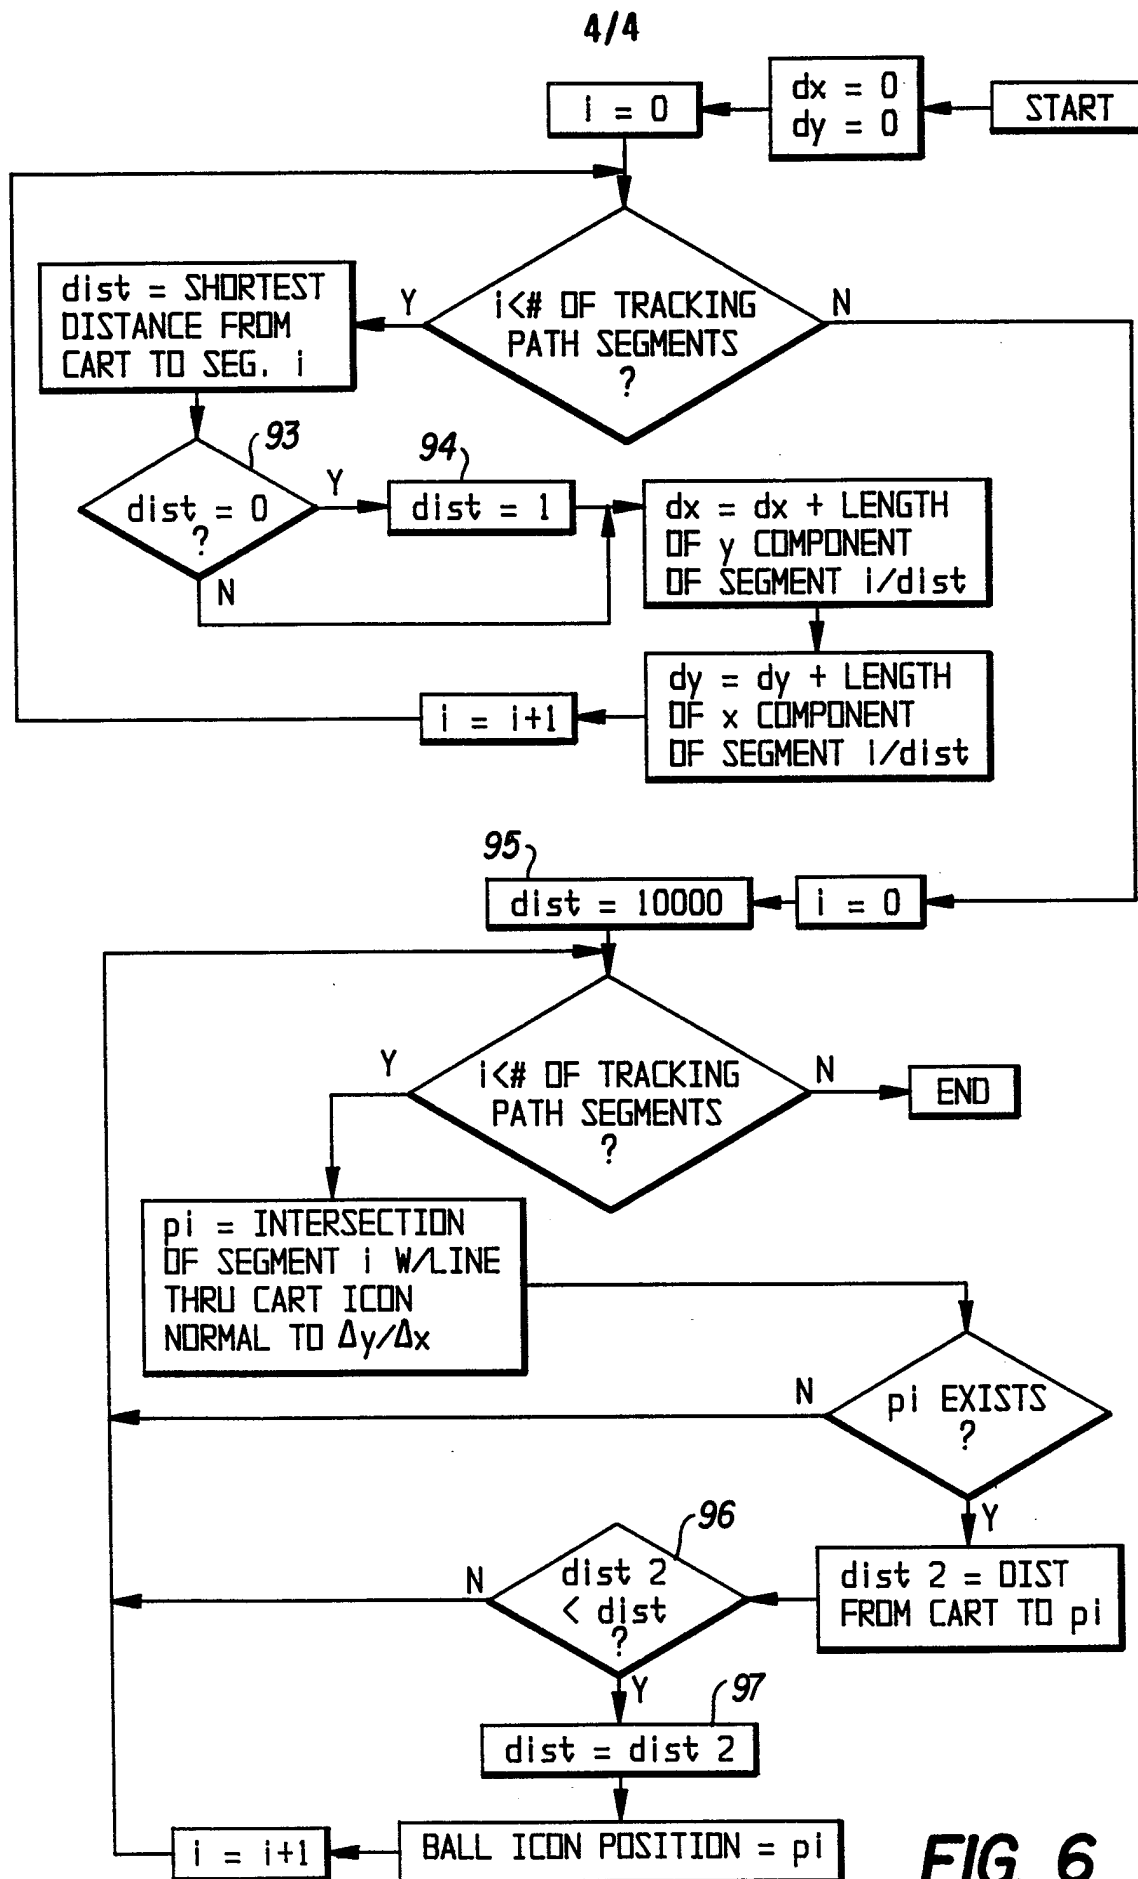 4/4
START
dx = 0
dy = 0
i = 0
i<# OF TRACKING
PATH SEGMENTS
?
Y
N
dist = SHORTEST
DISTANCE FROM
CART TO SEG. i
93
dist = 0
?
Y
N
94
dist = 1
dx = dx + LENGTH
OF y COMPONENT
OF SEGMENT i/dist
dy = dy + LENGTH
OF x COMPONENT
OF SEGMENT i/dist
i = i+1
95
dist = 10000
i = 0
i<# OF TRACKING
PATH SEGMENTS
?
Y
N
END
pi = INTERSECTION
OF SEGMENT i W/LINE
THRU CART ICON
NORMAL TO Δy/Δx
pi EXISTS
?
N
Y
dist 2 = DIST
FROM CART TO pi
96
dist 2
< dist
?
N
Y
97
dist = dist 2
BALL ICON POSITION = pi
i = i+1
FIG 6